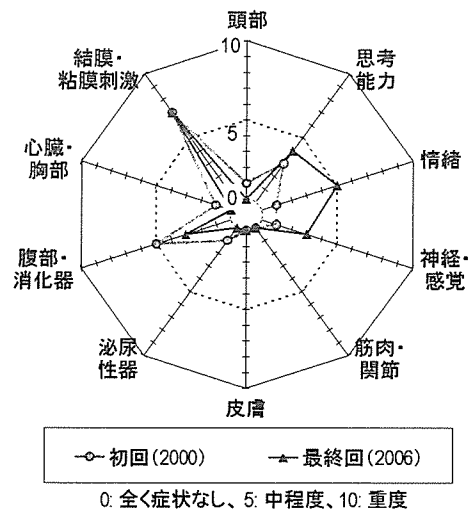 頭部
10
思考
能力
結膜・
粘膜刺激
5
心臓・
胸部
情緒
0
腹部・
消化器
神経・
感覚
泌尿
性器
筋肉・
関節
皮膚
初回(2000) 最終回(2006)
0: 全く症状なし、5: 中程度、10: 重度